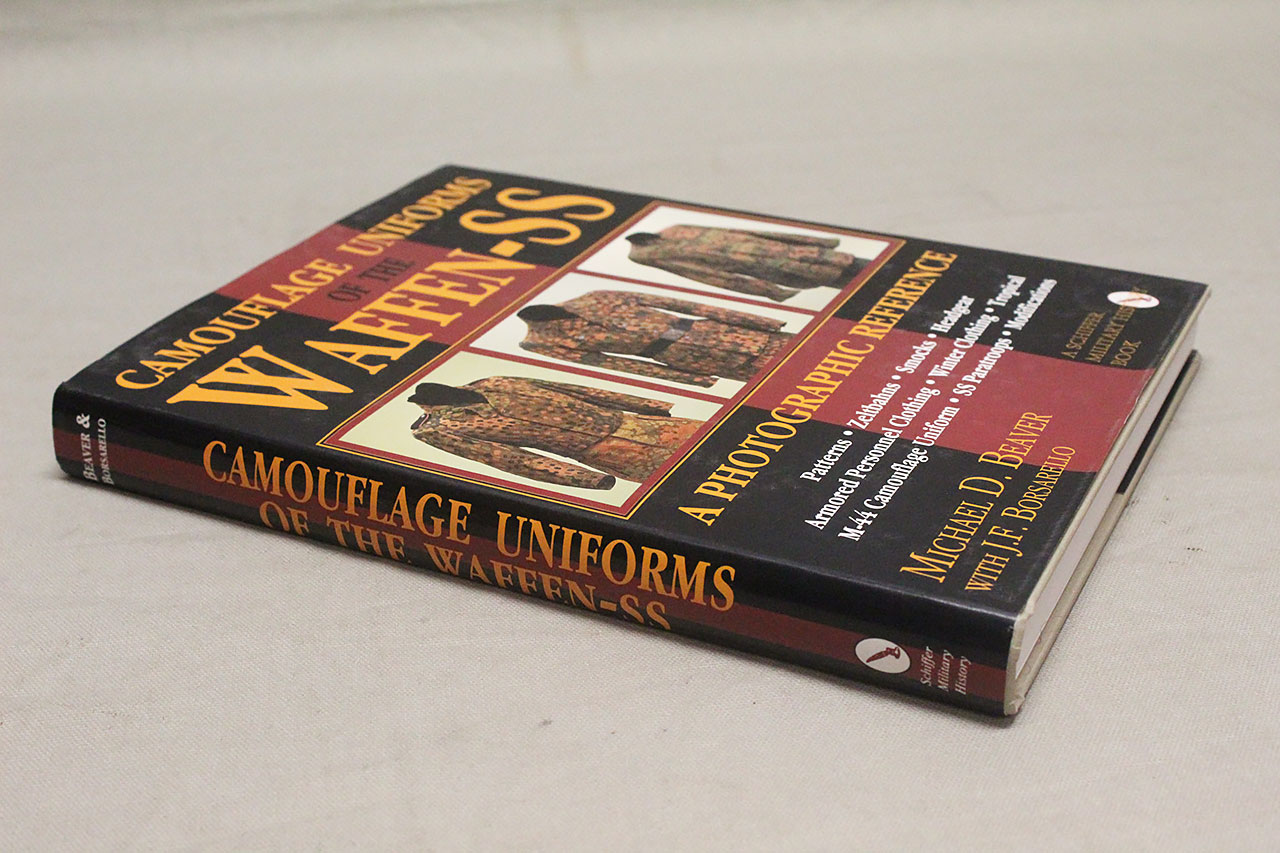 CAMOUFLAGE UNIFORMS
OF THE
WAFFEN-SS
A PHOTOGRAPHIC REFERENCE
Patterns • Zeltbahns • Smocks • Headgear
Armored Personnel Clothing • Winter Clothing • Tropical
M-44 Camouflage Uniform • SS Paratroops • Modifications
MICHAEL D. BEAVER
WITH J.F. BORSARELLO
A SCHIFFER
MILITARY
BOOK
BEAVER &
BORSARELLO
CAMOUFLAGE UNIFORMS
OF THE WAFFEN-SS
Schiffer
Military
History